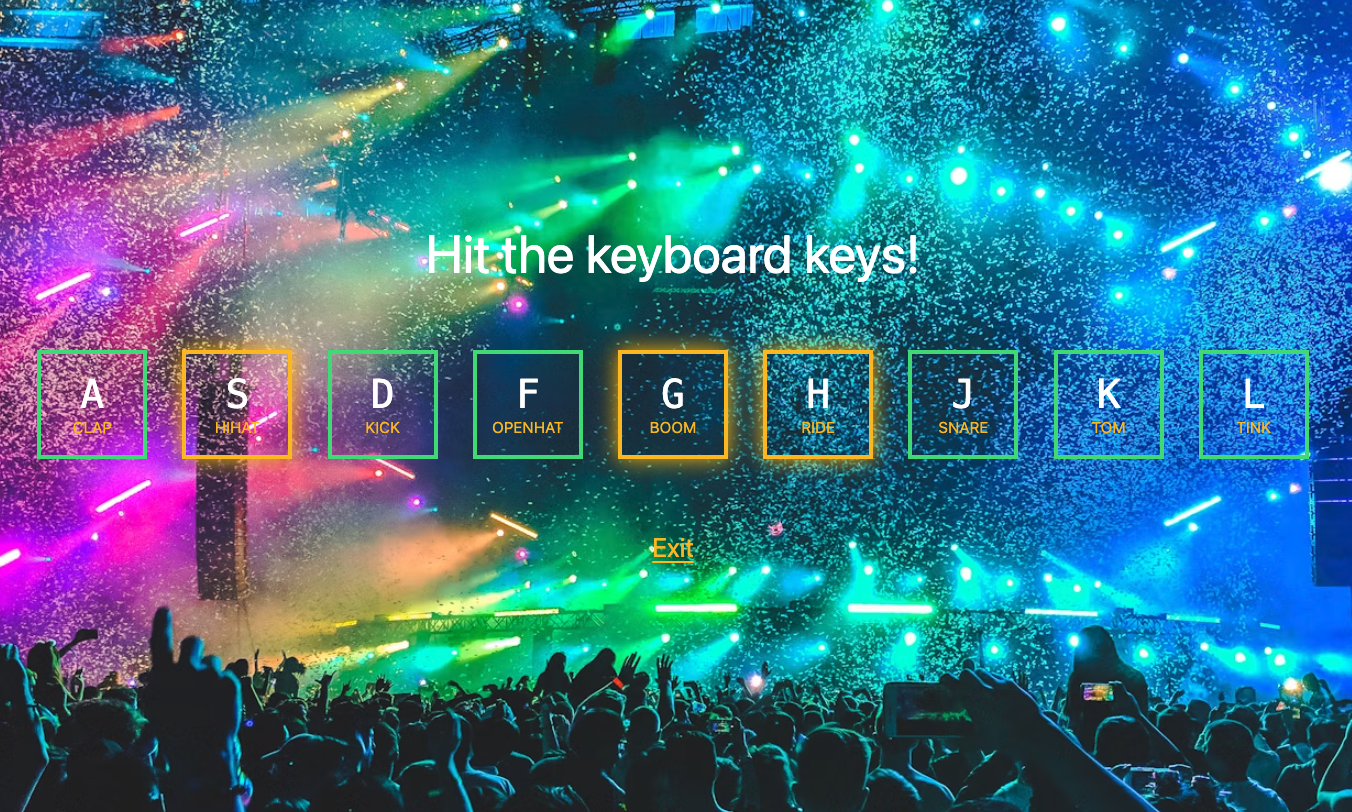 Hit the keyboard keys!
A S D F G H J K L
CLAP HIHAT KICK OPENHAT BOOM RIDE SNARE TOM TINK
Exit